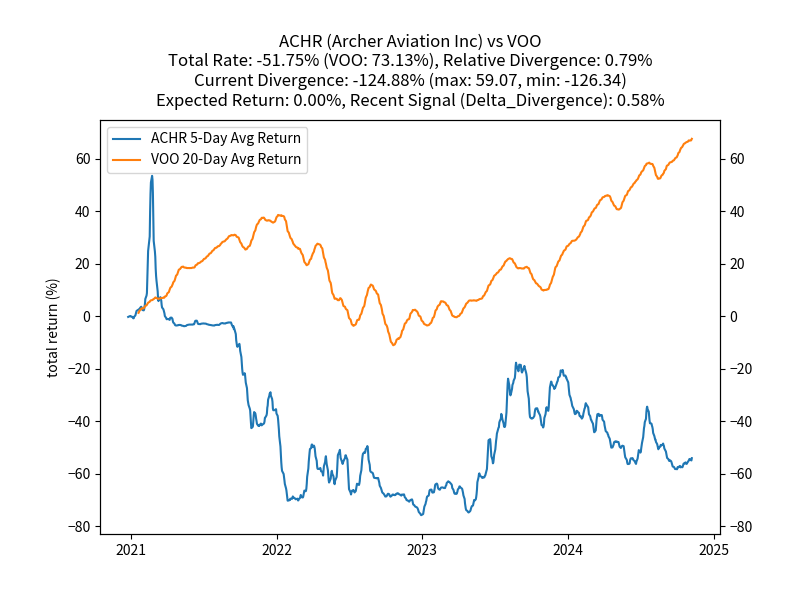 ACHR (Archer Aviation Inc) vs VOO
Total Rate: -51.75% (VOO: 73.13%), Relative Divergence: 0.79%
Current Divergence: -124.88% (max: 59.07, min: -126.34)
Expected Return: 0.00%, Recent Signal (Delta_Divergence): 0.58%
ACHR 5-Day Avg Return
VOO 20-Day Avg Return
total return (%)
60 60
40 40
20 20
0 0
−20 −20
−40 −40
−60 −60
−80 −80
2021 2022 2023 2024 2025